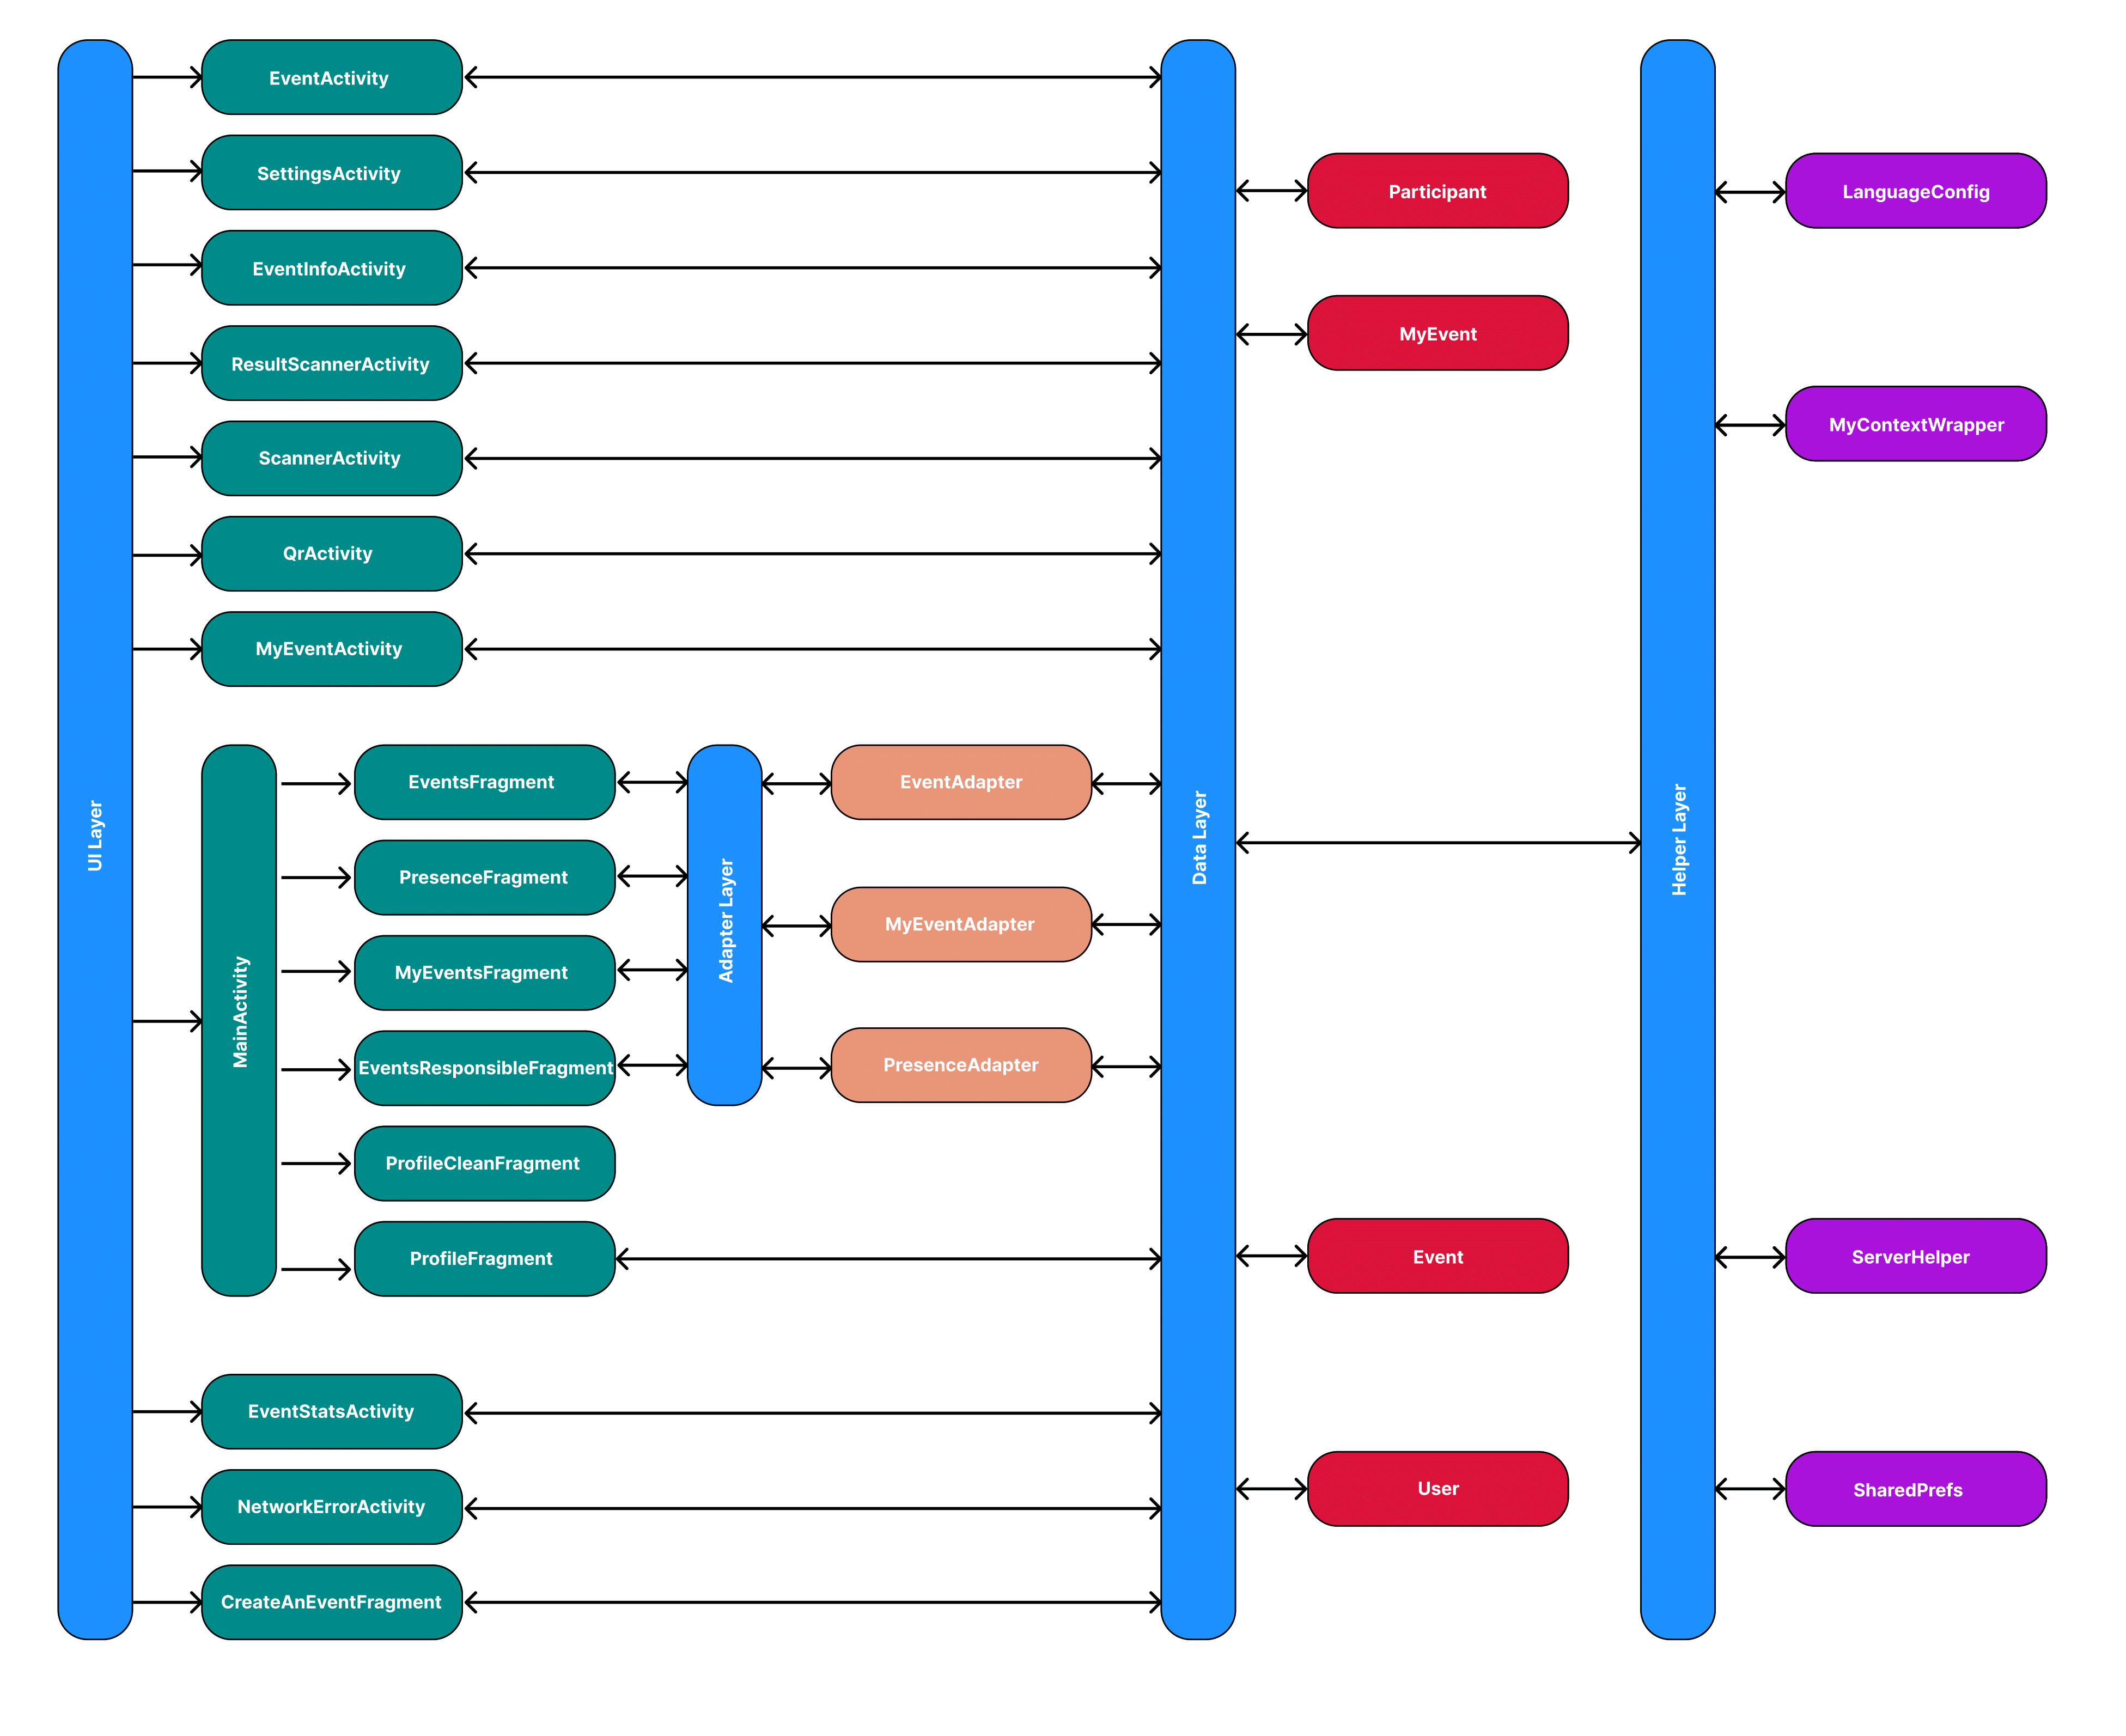 UI Layer
EventActivity
SettingsActivity
EventInfoActivity
ResultScannerActivity
ScannerActivity
QrActivity
MyEventActivity
MainActivity
EventsFragment
PresenceFragment
MyEventsFragment
EventsResponsibleFragment
ProfileCleanFragment
ProfileFragment
EventStatsActivity
NetworkErrorActivity
CreateAnEventFragment
Adapter Layer
EventAdapter
MyEventAdapter
PresenceAdapter
Data Layer
Participant
MyEvent
Event
User
Helper Layer
LanguageConfig
MyContextWrapper
ServerHelper
SharedPrefs